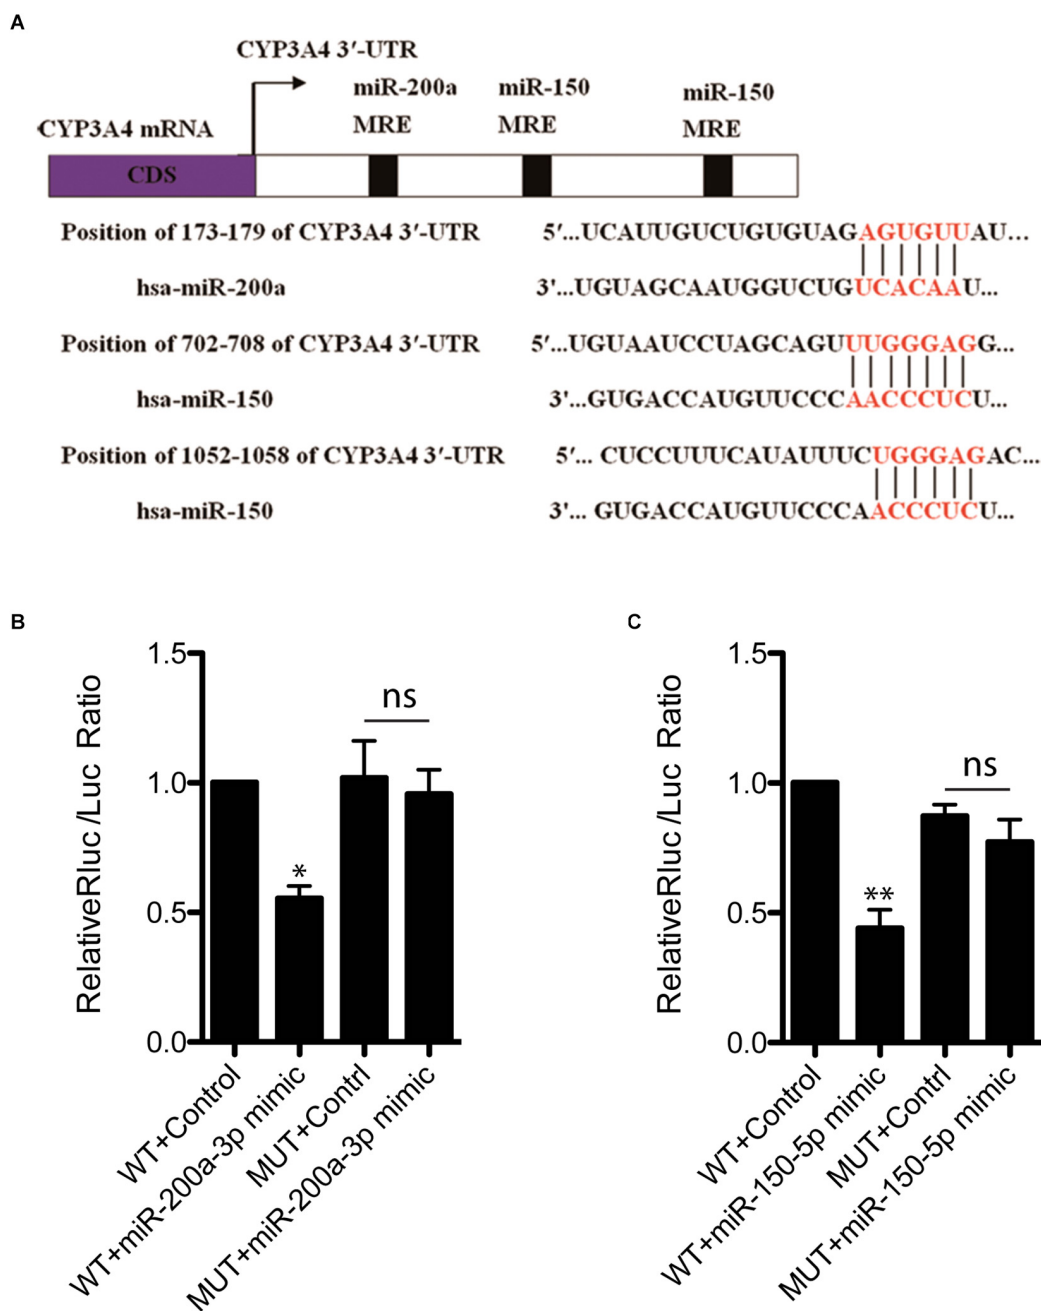 A
CYP3A4 3′-UTR
miR-200a
MRE
miR-150
MRE
miR-150
MRE
CYP3A4 mRNA
CDS
Position of 173-179 of CYP3A4 3′-UTR 5′...UCAUUGUCUGUGUAGAGUGUUAU...
hsa-miR-200a 3'...UGUAGCAAUGGUCUGUCACAAU...
Position of 702-708 of CYP3A4 3′-UTR 5′...UGUAAUCCUAGCAGUUUGGGAGG...
hsa-miR-150 3'...GUGACCAUGUUCCCAACCCUCU...
Position of 1052-1058 of CYP3A4 3′-UTR 5′... CUCCUUUCAUAUUUCUGGGAGAC...
hsa-miR-150 3'... GUGACCAUGUUCCCAACCCUCU...
B
RelativeRluc /Luc Ratio
1.5
1.0
0.5
0.0
*
ns
WT+Control
WT+miR-200a-3p mimic
MUT+Contrl
MUT+miR-200a-3p mimic
C
RelativeRluc /Luc Ratio
1.5
1.0
0.5
0.0
**
ns
WT+Control
WT+miR-150-5p mimic
MUT+Contrl
MUT+miR-150-5p mimic